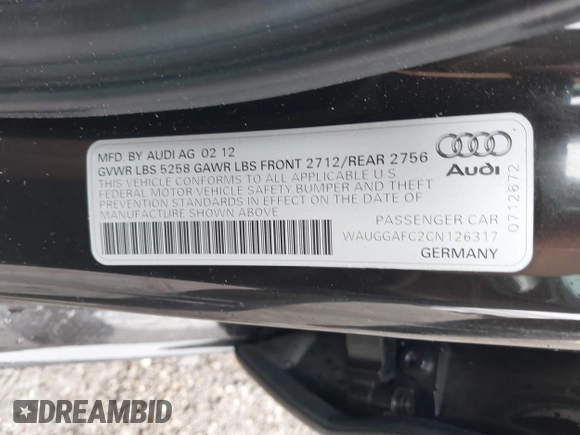 MFD. BY AUDI AG 02 12
GVWR LBS 5258 GAWR LBS FRONT 2712/REAR 2756
THIS VEHICLE CONFORMS TO ALL APPLICABLE U S
FEDERAL MOTOR VEHICLE SAFETY BUMPER AND THEFT
PREVENTION STANDARDS IN EFFECT ON THE DATE OF
MANUFACTURE SHOWN ABOVE
Audi
0712672
PASSENGER CAR
WAUGGAFC2CN126317
GERMANY
DREAMBID